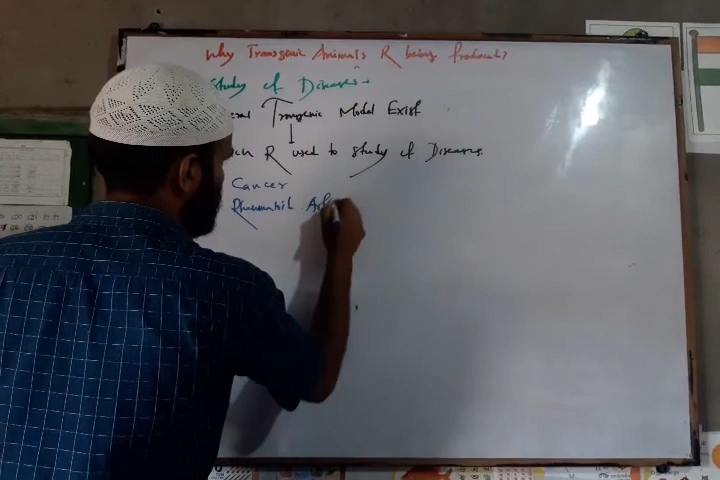 Why Transgenic Animals R being Produced?
Study of Diseases
Transgenic Model Exist
R used to study of Diseases.
Cancer
Rheumatoid